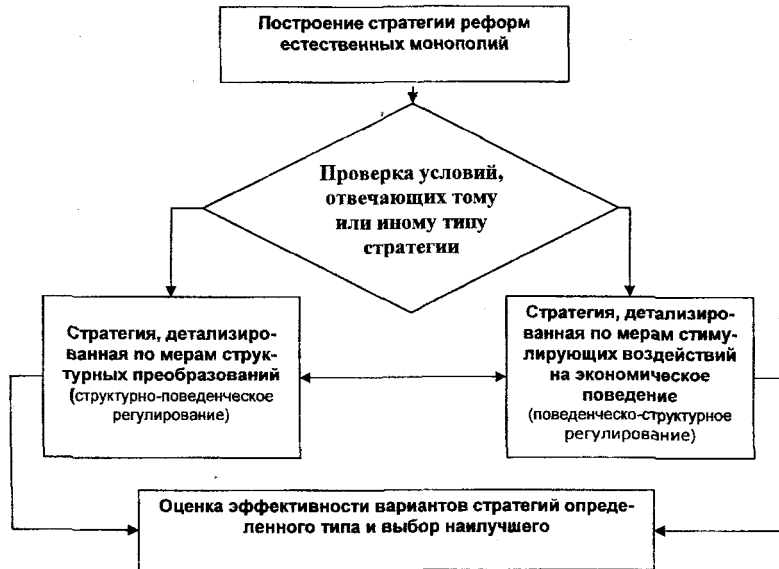 Построение стратегии реформ
естественных монополий
Проверка условий,
отвечающих тому
или иному типу
стратегии
Стратегия, детализиро-
ванная по мерам струк-
турных преобразований
(структурно-поведенческое
регулирование)
Стратегия, детализиро-
ванная по мерам стиму-
лирующих воздействий
на экономическое
поведение
(поведенческо-структурное
регулирование)
Оценка эффективности вариантов стратегий опреде-
ленного типа и выбор наилучшего